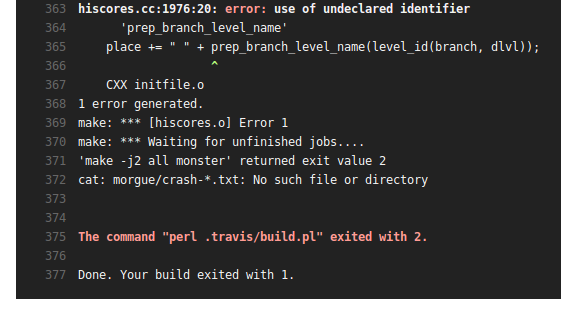 363 hiscores.cc:1976:20: error: use of undeclared identifier
364 'prep_branch_level_name'
365 place += " " + prep_branch_level_name(level_id(branch, dlvl));
366 ^
367 CXX initfile.o
368 1 error generated.
369 make: *** [hiscores.o] Error 1
370 make: *** Waiting for unfinished jobs....
371 'make -j2 all monster' returned exit value 2
372 cat: morgue/crash-*.txt: No such file or directory
373
374
375 The command "perl .travis/build.pl" exited with 2.
376
377 Done. Your build exited with 1.